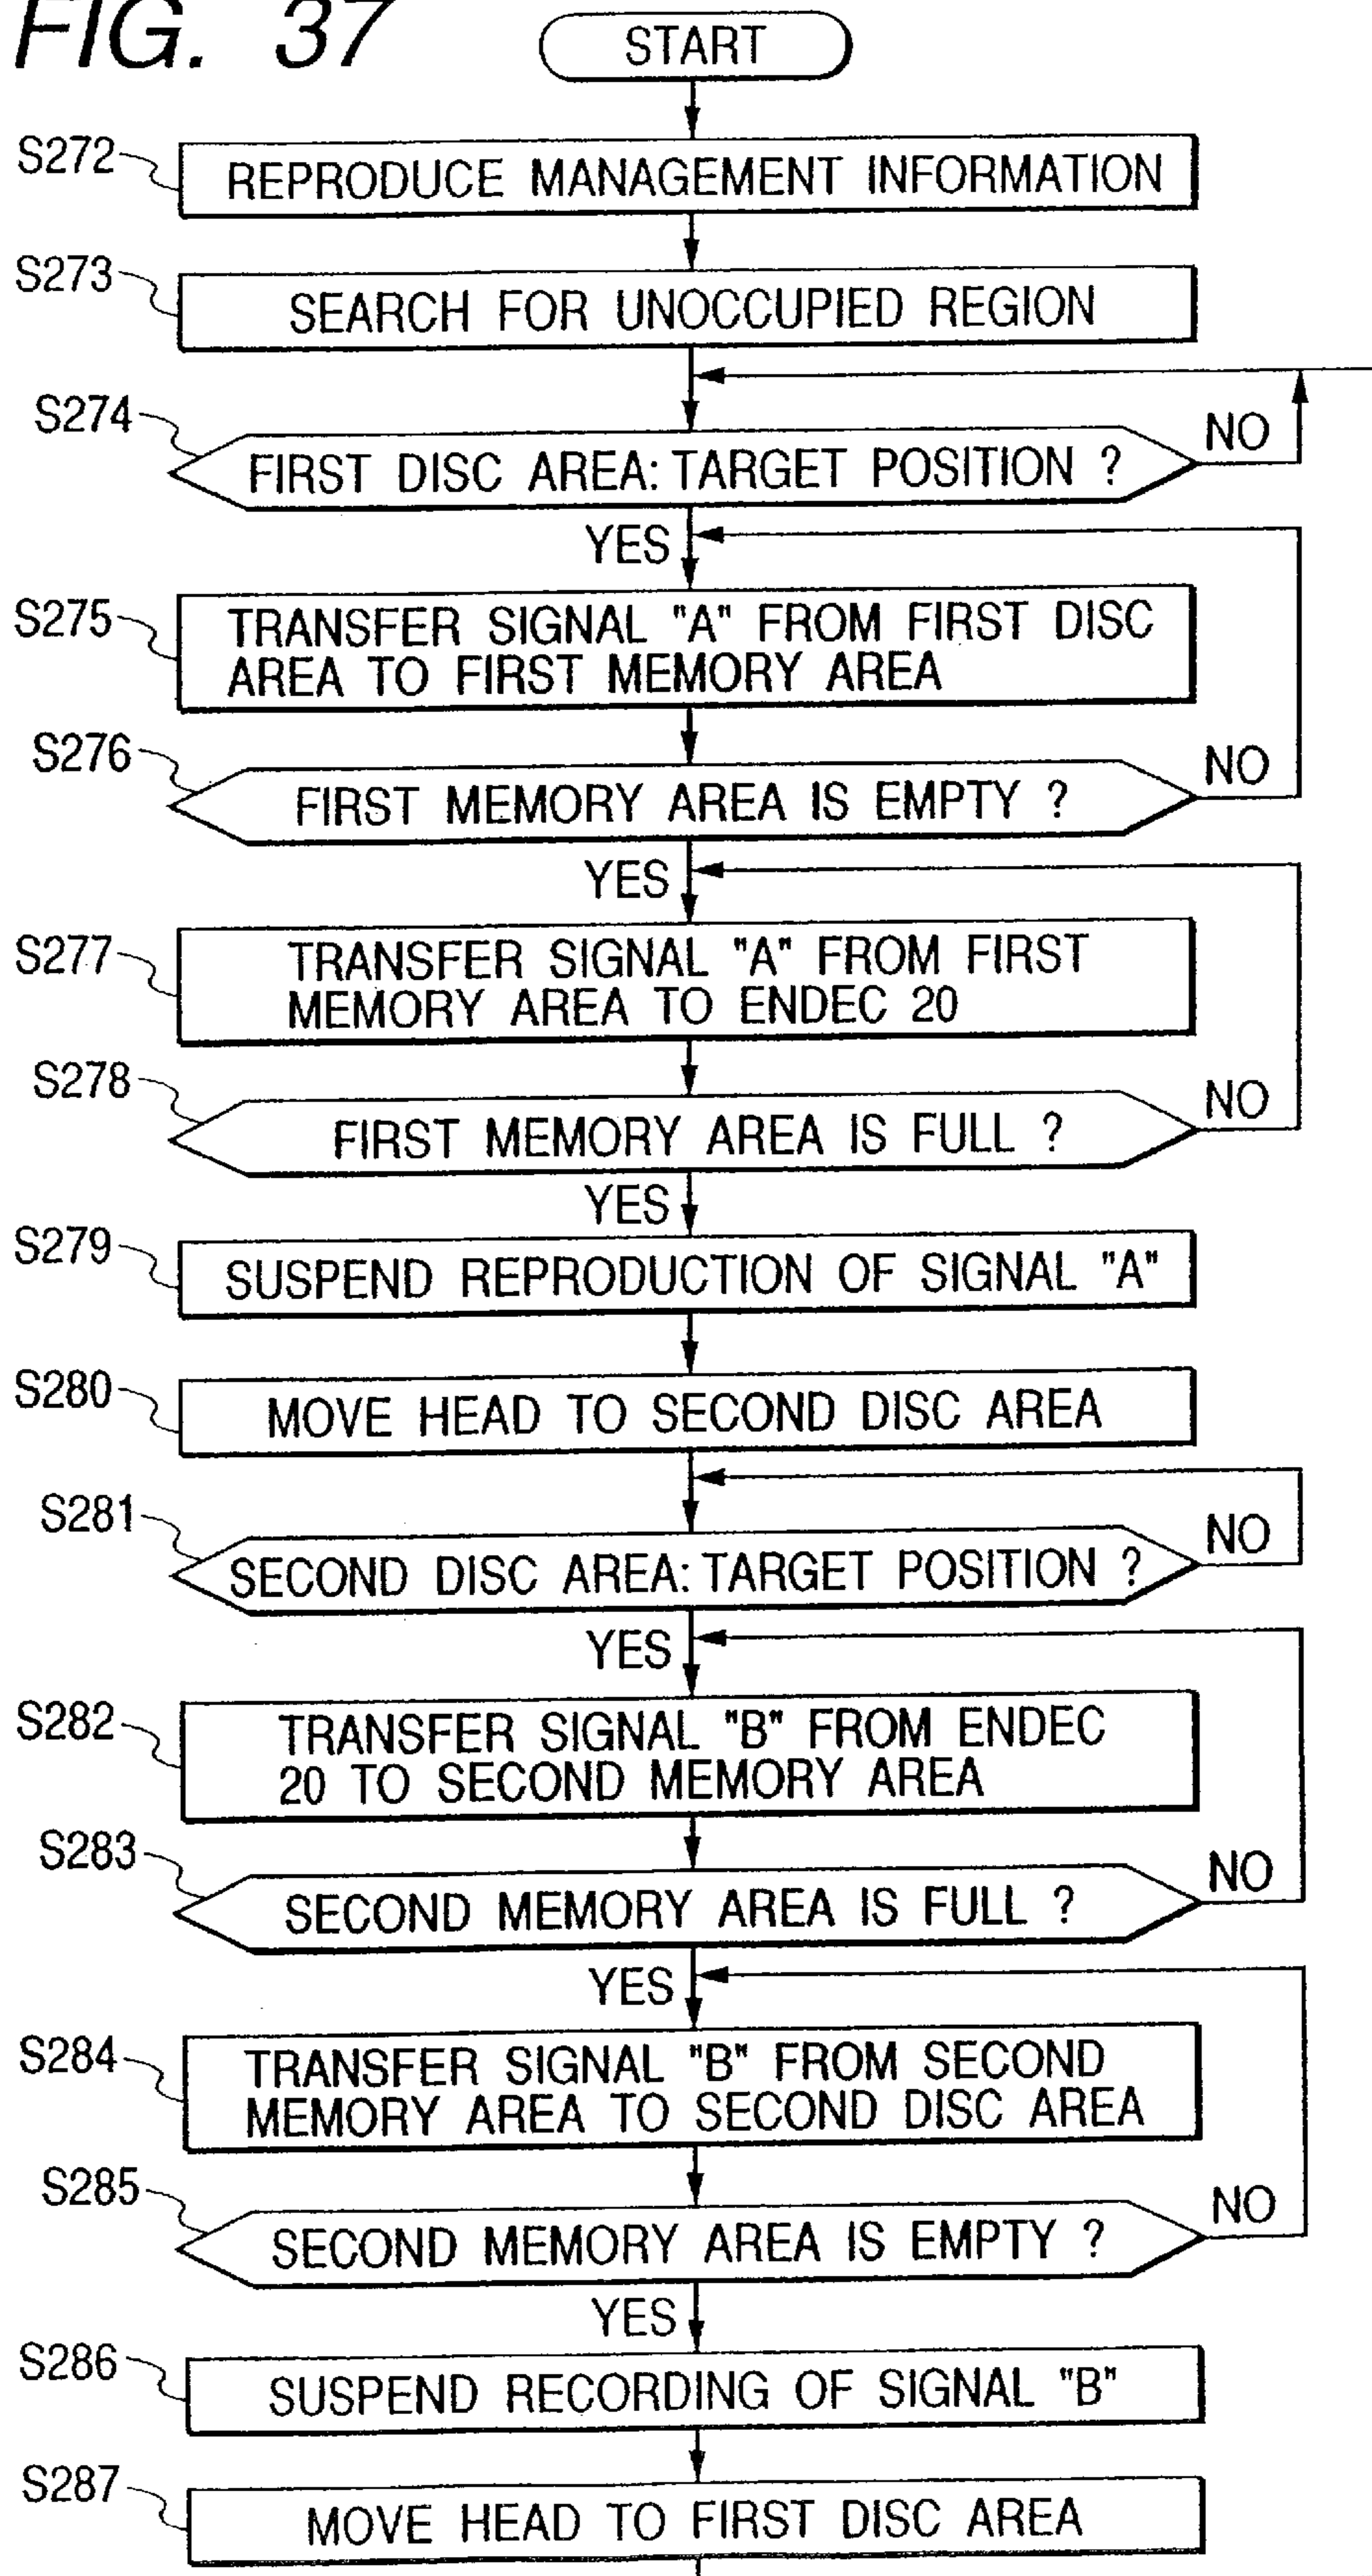 FIG. 37
START
S272
REPRODUCE MANAGEMENT INFORMATION
S273
SEARCH FOR UNOCCUPIED REGION
S274
FIRST DISC AREA: TARGET POSITION ?
NO
YES
S275
TRANSFER SIGNAL "A" FROM FIRST DISC
AREA TO FIRST MEMORY AREA
S276
FIRST MEMORY AREA IS EMPTY ?
NO
YES
S277
TRANSFER SIGNAL "A" FROM FIRST
MEMORY AREA TO ENDEC 20
S278
FIRST MEMORY AREA IS FULL ?
NO
YES
S279
SUSPEND REPRODUCTION OF SIGNAL "A"
S280
MOVE HEAD TO SECOND DISC AREA
S281
SECOND DISC AREA: TARGET POSITION ?
NO
YES
S282
TRANSFER SIGNAL "B" FROM ENDEC
20 TO SECOND MEMORY AREA
S283
SECOND MEMORY AREA IS FULL ?
NO
YES
S284
TRANSFER SIGNAL "B" FROM SECOND
MEMORY AREA TO SECOND DISC AREA
S285
SECOND MEMORY AREA IS EMPTY ?
NO
YES
S286
SUSPEND RECORDING OF SIGNAL "B"
S287
MOVE HEAD TO FIRST DISC AREA